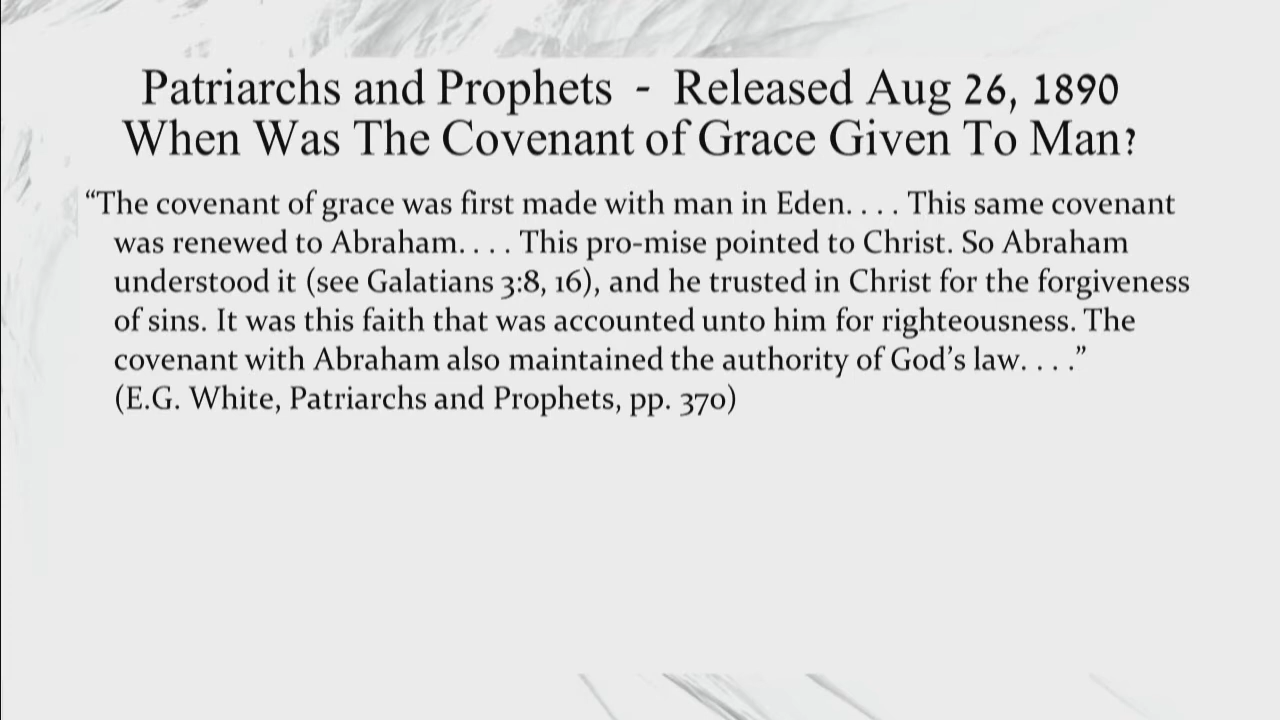 Patriarchs and Prophets - Released Aug 26, 1890
When Was The Covenant of Grace Given To Man?
“The covenant of grace was first made with man in Eden. . . . This same covenant
was renewed to Abraham. . . . This pro-mise pointed to Christ. So Abraham
understood it (see Galatians 3:8, 16), and he trusted in Christ for the forgiveness
of sins. It was this faith that was accounted unto him for righteousness. The
covenant with Abraham also maintained the authority of God’s law. . . .”
(E.G. White, Patriarchs and Prophets, pp. 370)